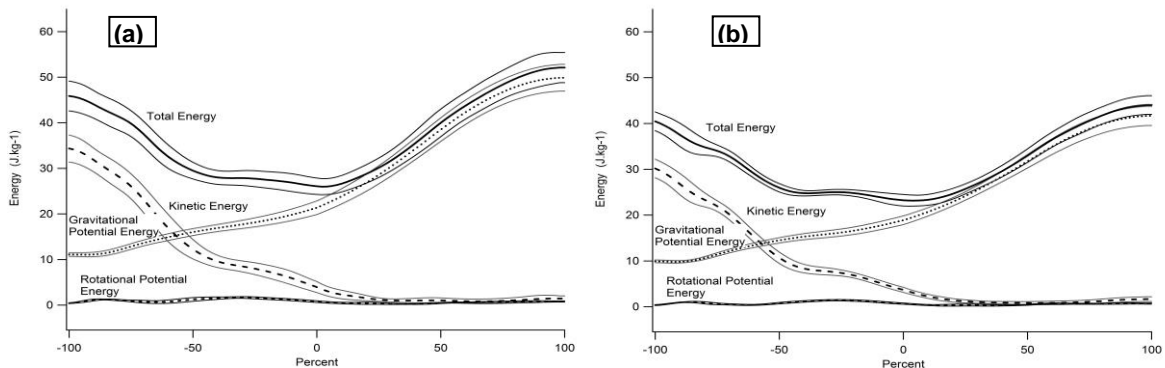 (a)
60
50
40
30
20
10
0
Energy (J.kg-1)
Total Energy
Kinetic Energy
Gravitational
Potential Energy
Rotational Potential
Energy
-100
-50
0
50
100
Percent
(b)
60
50
40
30
20
10
0
Energy (J.kg-1)
Total Energy
Kinetic Energy
Gravitational
Potential Energy
Rotational Potential
Energy
-100
-50
0
50
100
Percent